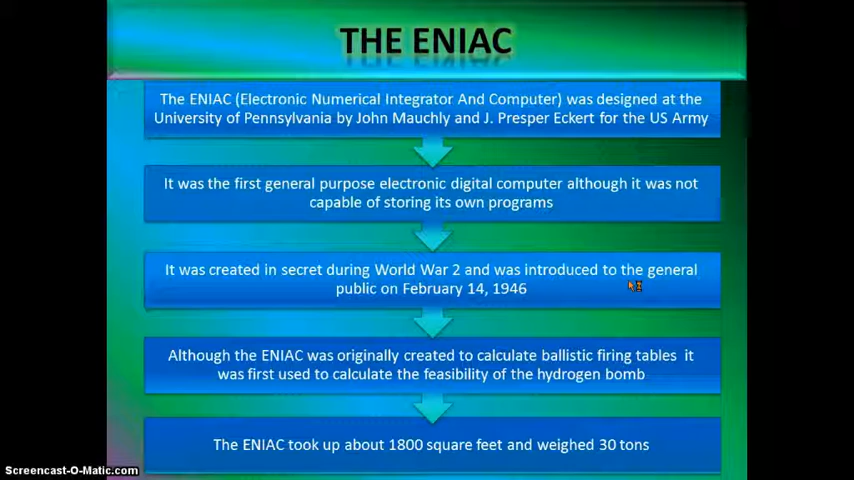 THE ENIAC
The ENIAC (Electronic Numerical Integrator And Computer) was designed at the
University of Pennsylvania by John Mauchly and J. Presper Eckert for the US Army
It was the first general purpose electronic digital computer although it was not
capable of storing its own programs
It was created in secret during World War 2 and was introduced to the general
public on February 14, 1946
Although the ENIAC was originally created to calculate ballistic firing tables it
was first used to calculate the feasibility of the hydrogen bomb
The ENIAC took up about 1800 square feet and weighed 30 tons
Screencast-O-Matic.com